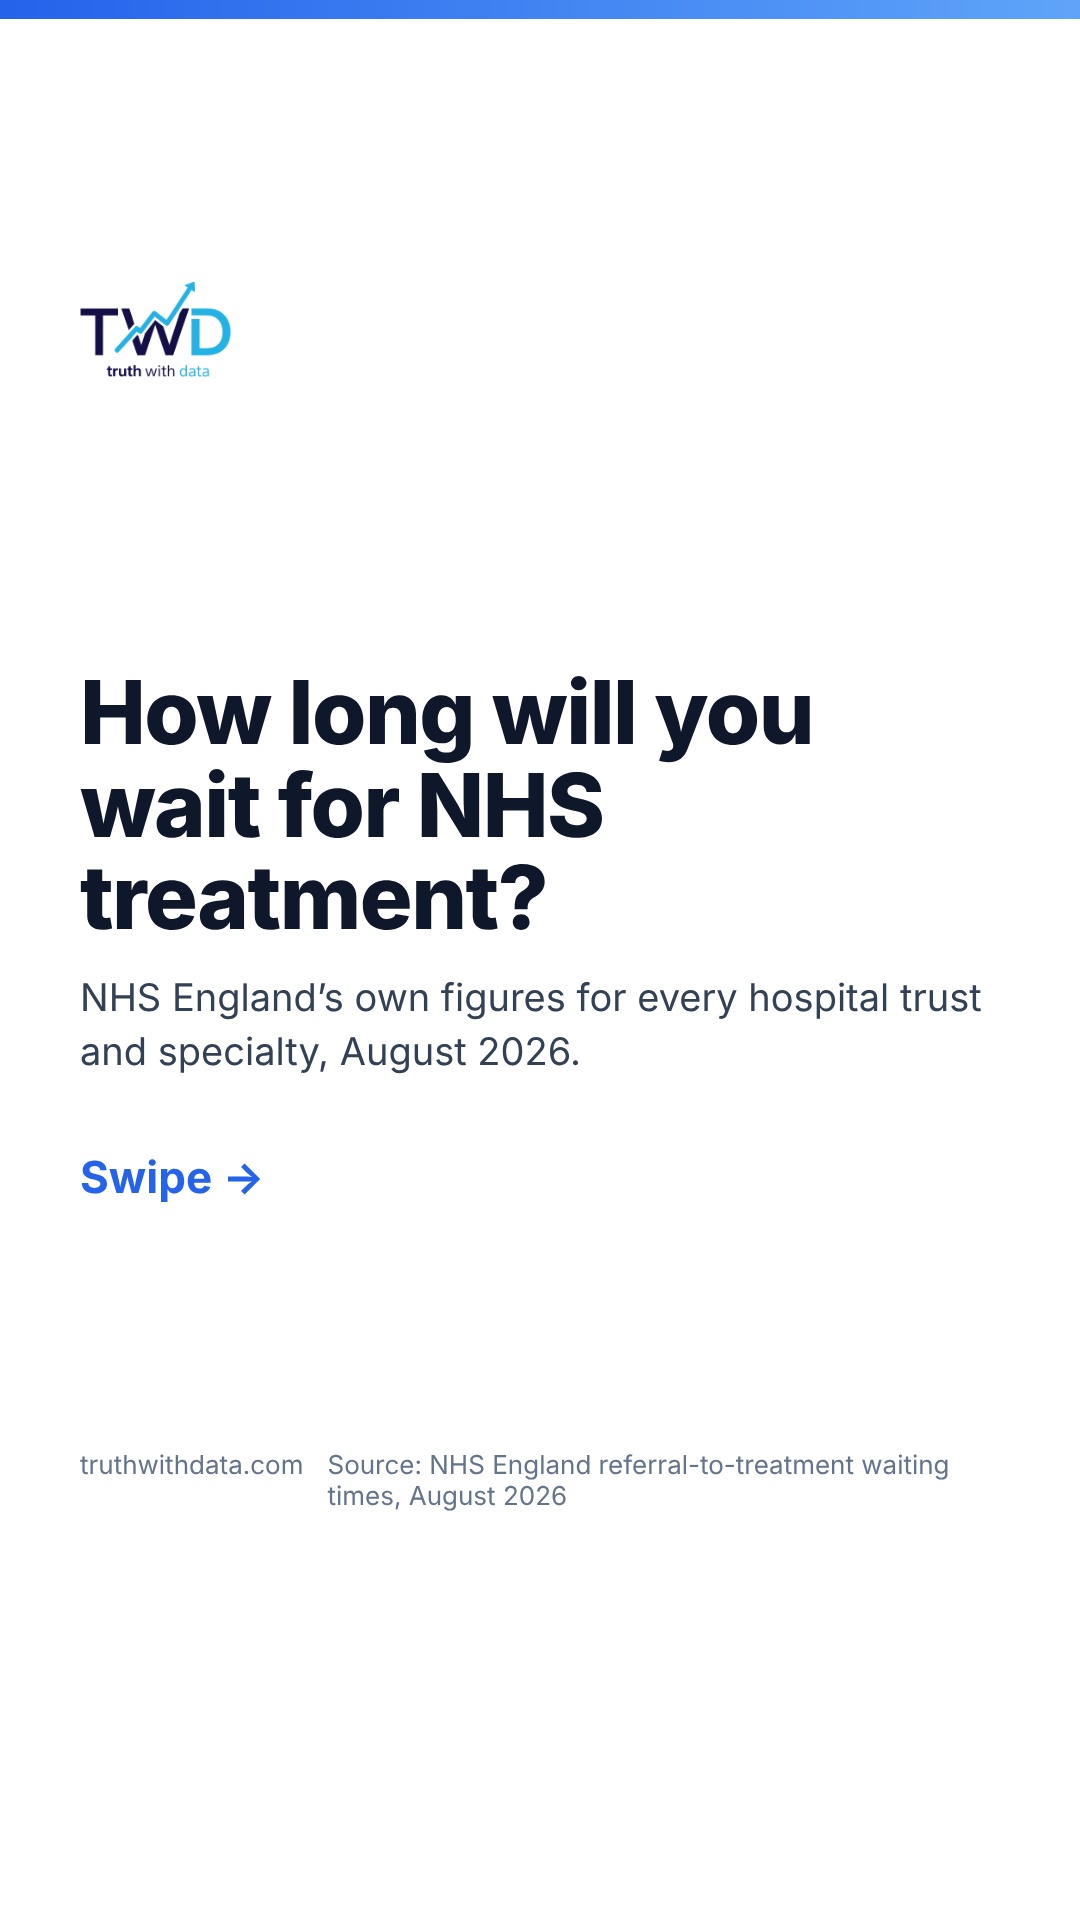 TWD
truth with data
How long will you
wait for NHS
treatment?
NHS England’s own figures for every hospital trust
and specialty, August 2026.
Swipe →
truthwithdata.com
Source: NHS England referral-to-treatment waiting
times, August 2026